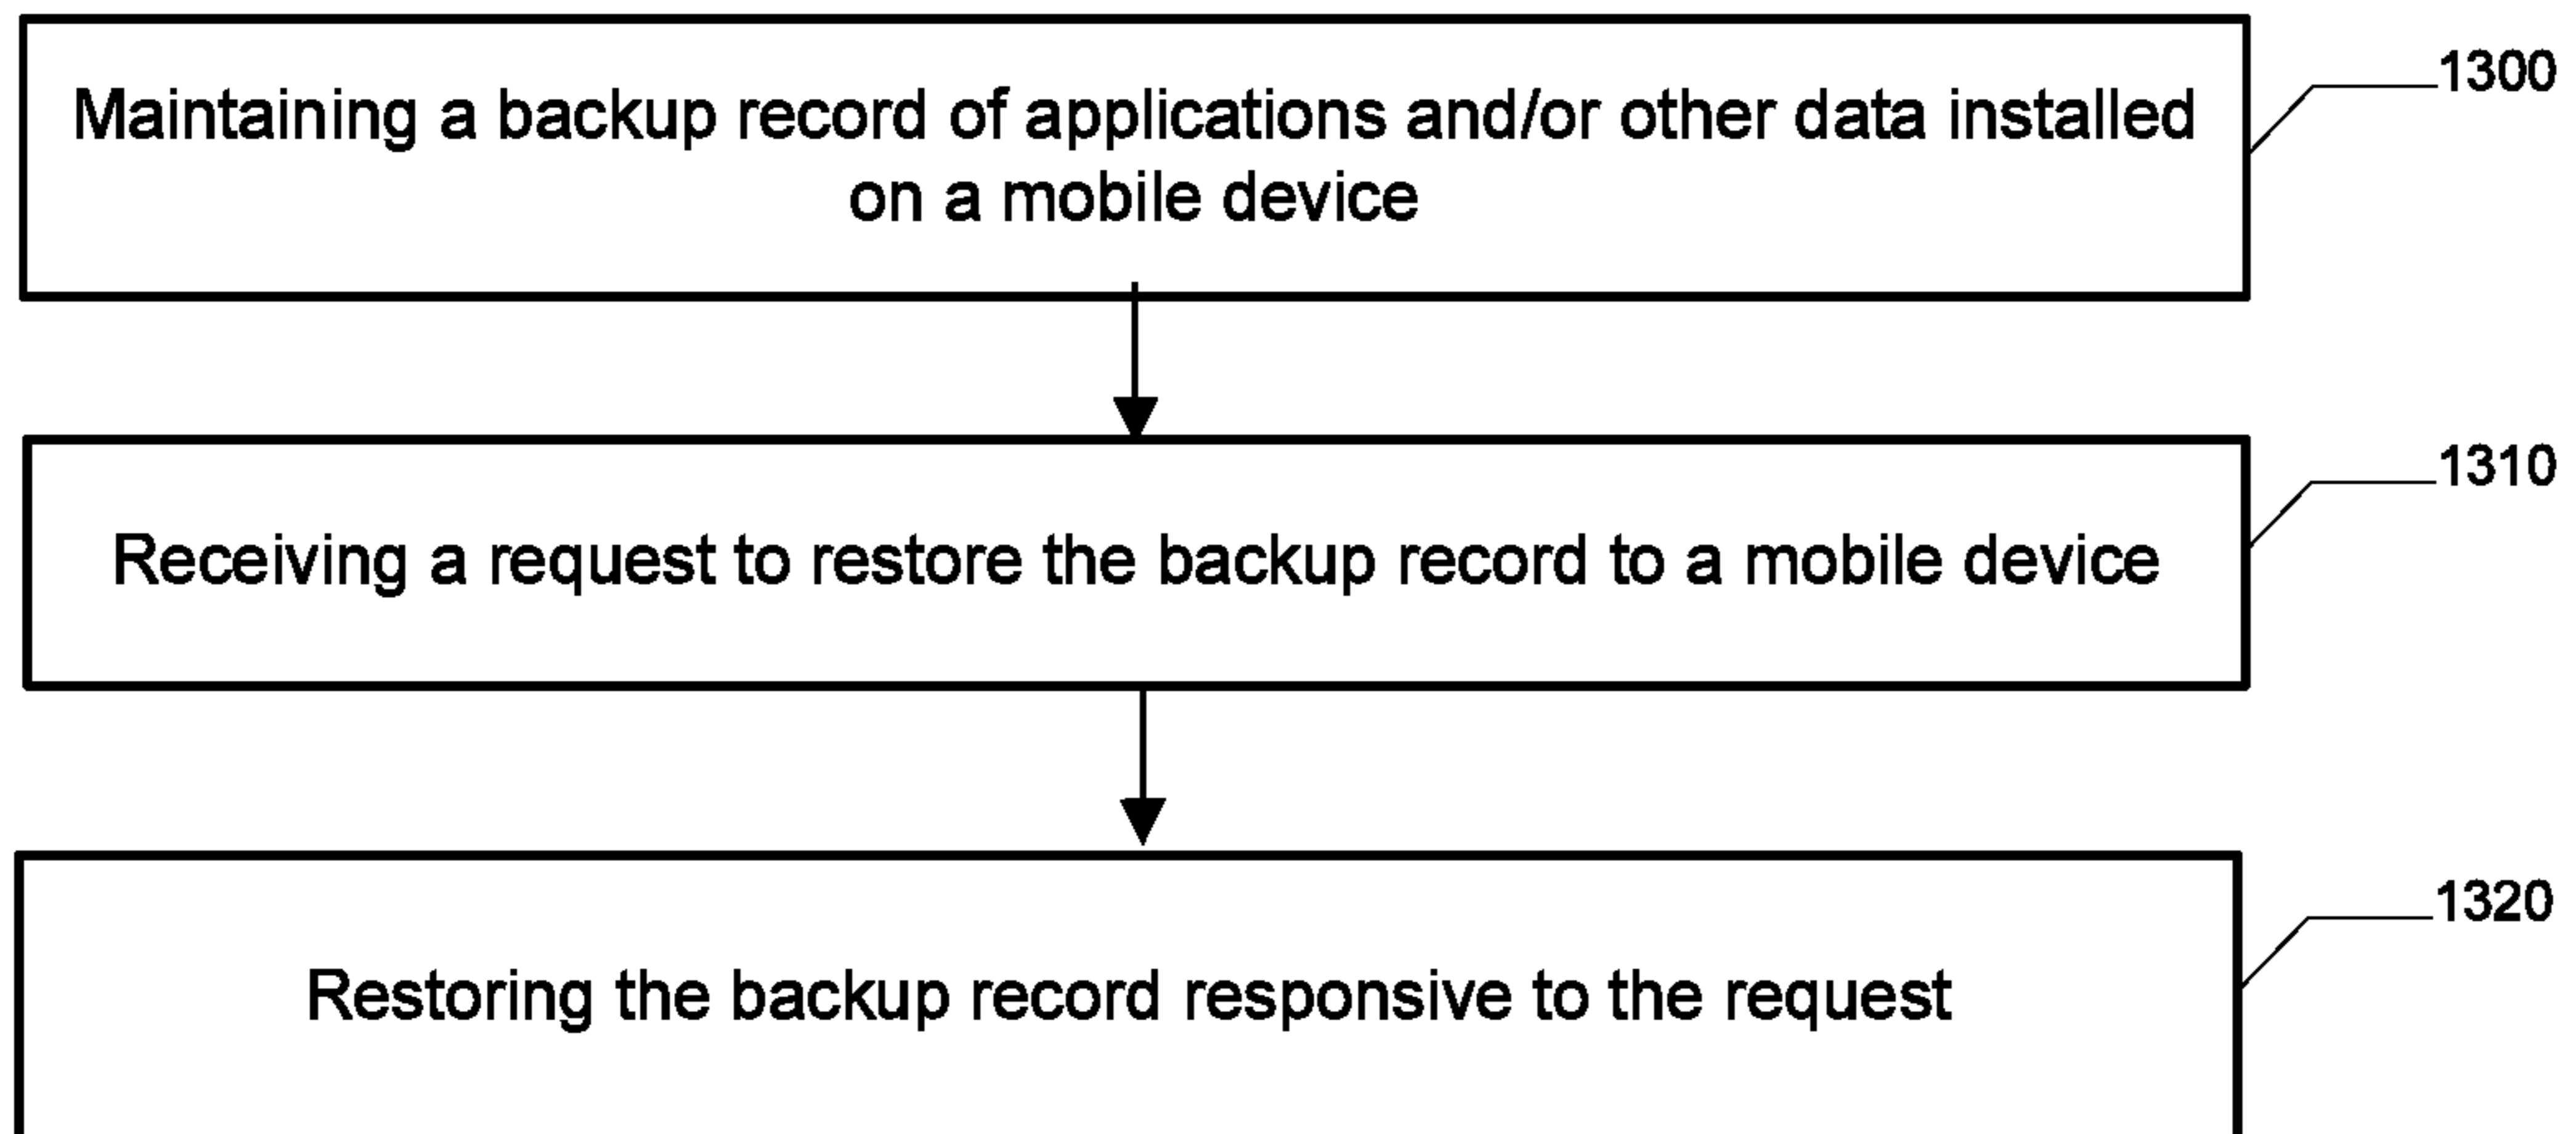 Maintaining a backup record of applications and/or other data installed
on a mobile device
1300
Receiving a request to restore the backup record to a mobile device
1310
Restoring the backup record responsive to the request
1320